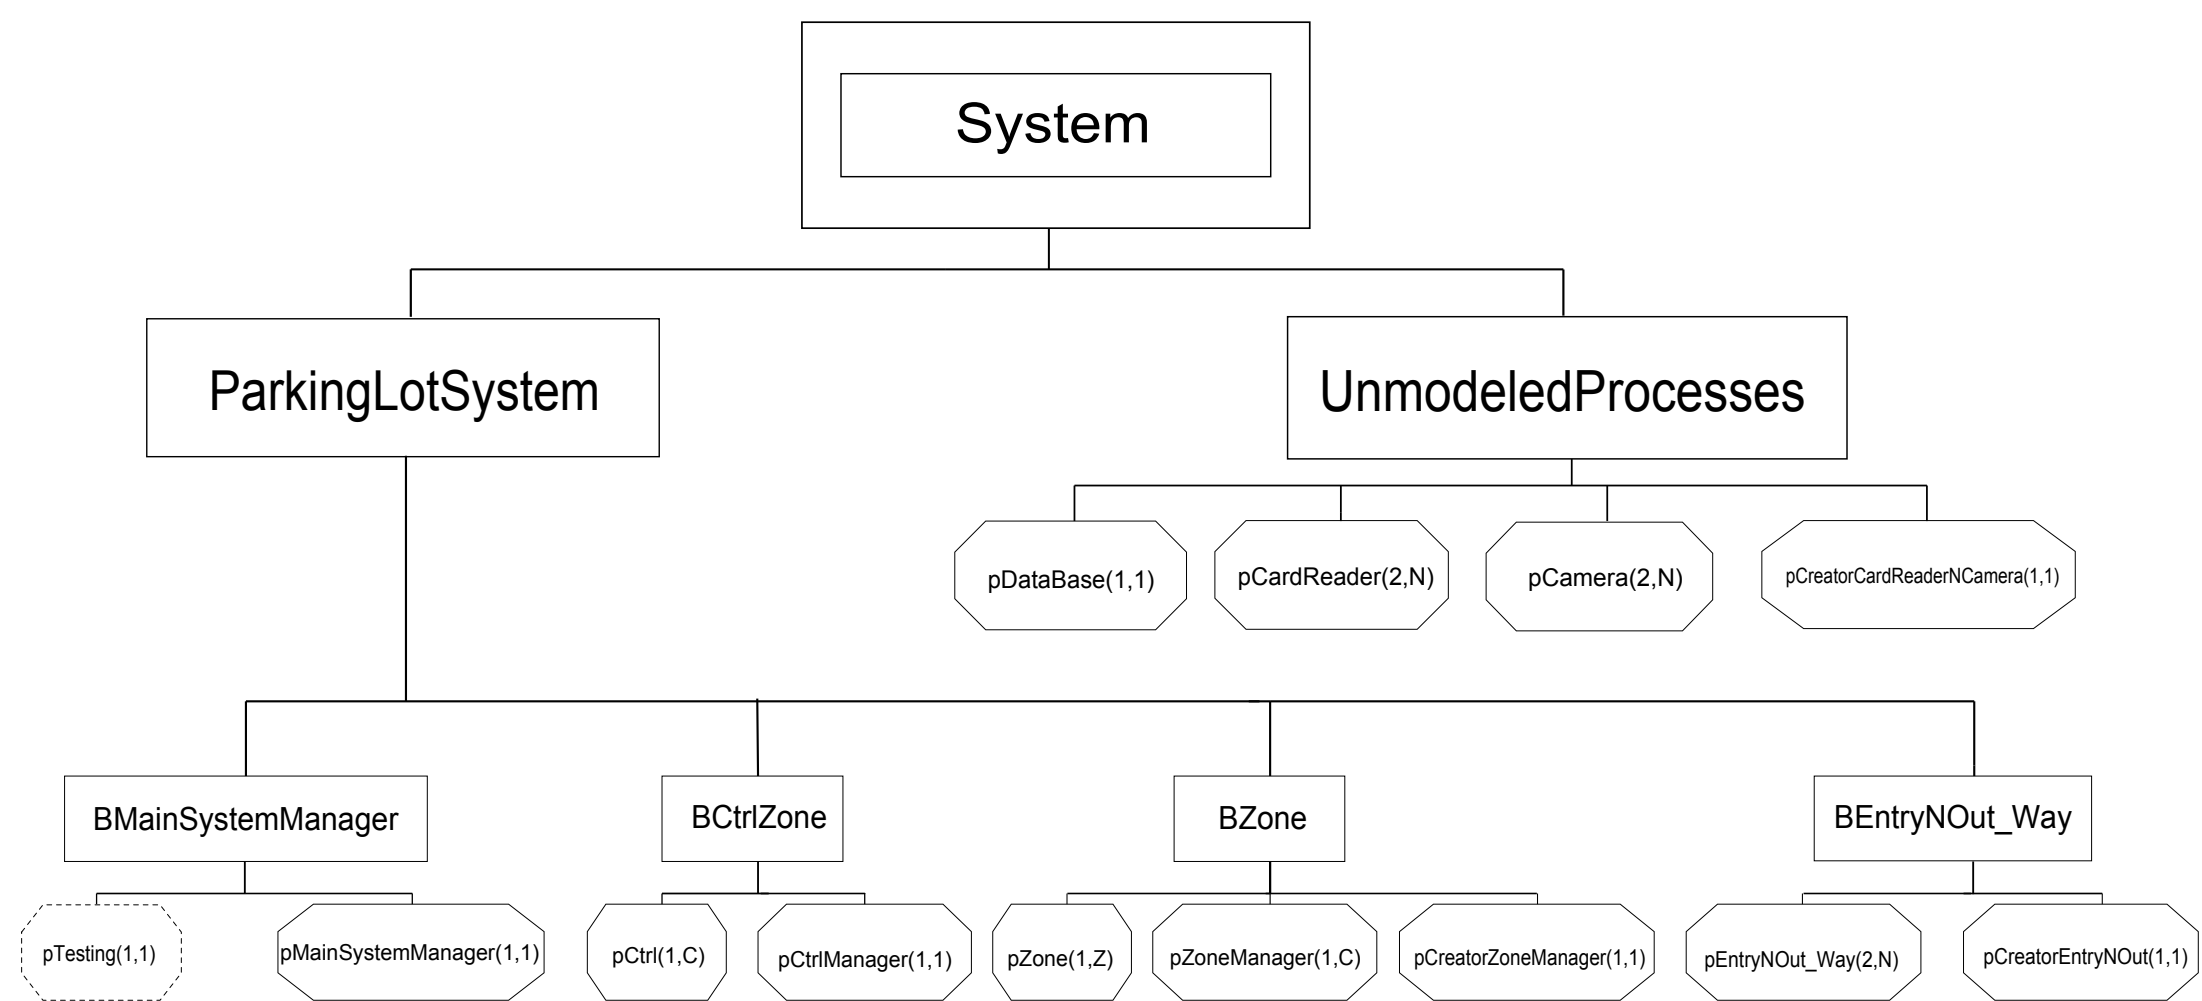 System
ParkingLotSystem
UnmodeledProcesses
pDataBase(1,1)
pCardReader(2,N)
pCamera(2,N)
pCreatorCardReaderNCamera(1,1)
BMainSystemManager
BCtrlZone
BZone
BEntryNOut_Way
pTesting(1,1)
pMainSystemManager(1,1)
pCtrl(1,C)
pCtrlManager(1,1)
pZone(1,Z)
pZoneManager(1,C)
pCreatorZoneManager(1,1)
pEntryNOut_Way(2,N)
pCreatorEntryNOut(1,1)